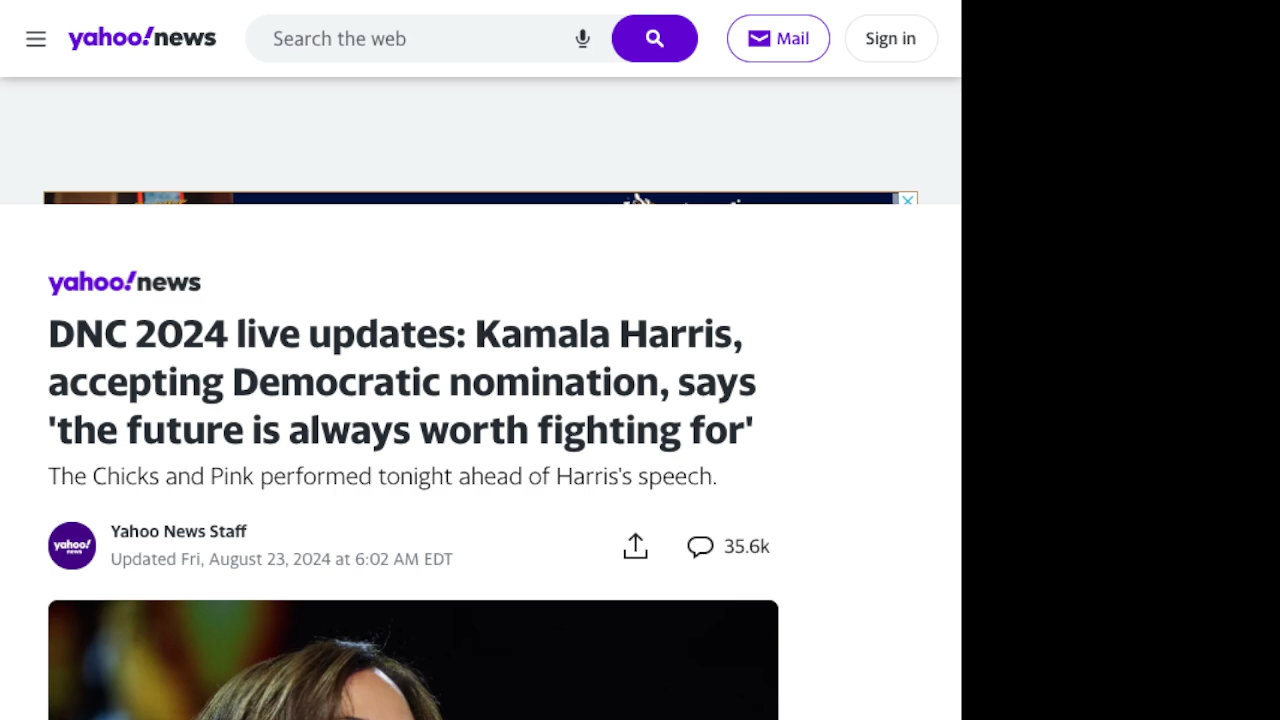 yahoo!news
Search the web
Mail
Sign in
yahoo!news
DNC 2024 live updates: Kamala Harris,
accepting Democratic nomination, says
'the future is always worth fighting for'
The Chicks and Pink performed tonight ahead of Harris's speech.
yahoo!
news
Yahoo News Staff
Updated Fri, August 23, 2024 at 6:02 AM EDT
35.6k